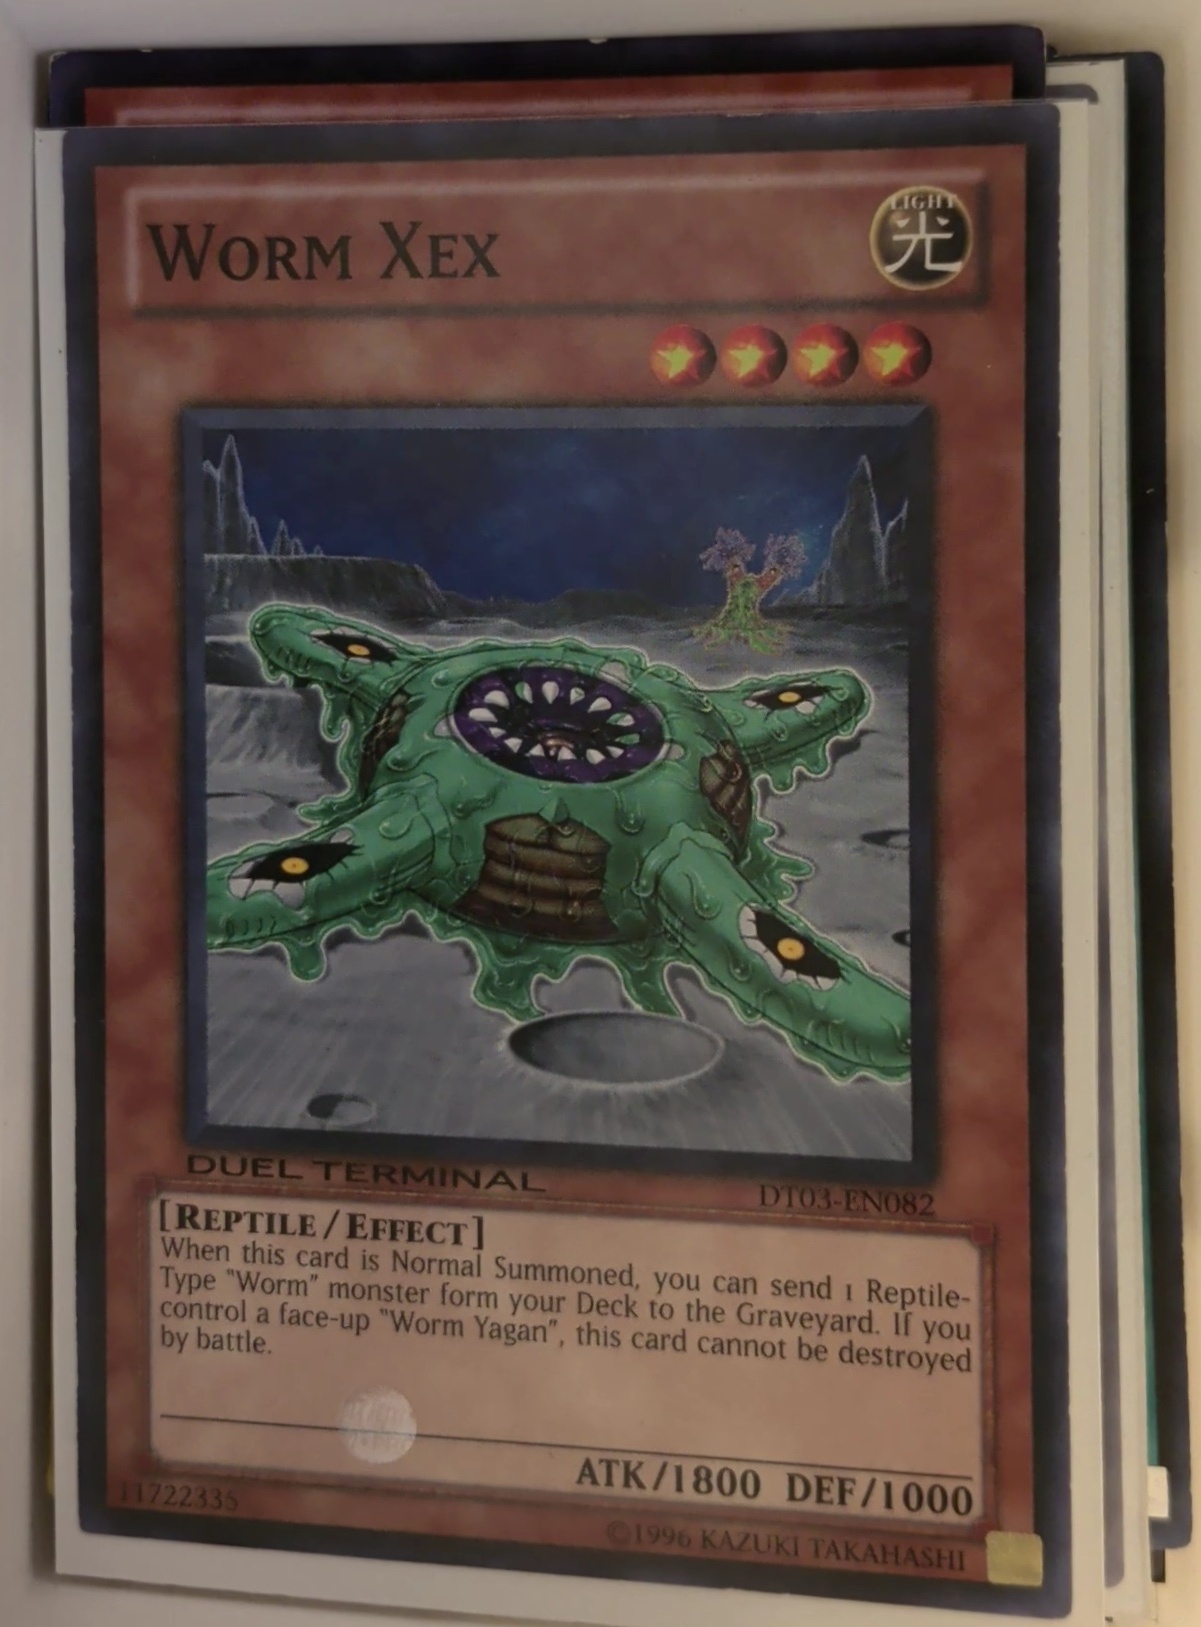 WORM XEX
LIGHT
光
DUEL TERMINAL
DT03-EN082
[REPTILE/EFFECT]
When this card is Normal Summoned, you can send 1 Reptile-
Type "Worm" monster form your Deck to the Graveyard. If you
control a face-up "Worm Yagan", this card cannot be destroyed
by battle.
ATK/1800 DEF/1000
11722335
©1996 KAZUKI TAKAHASHI